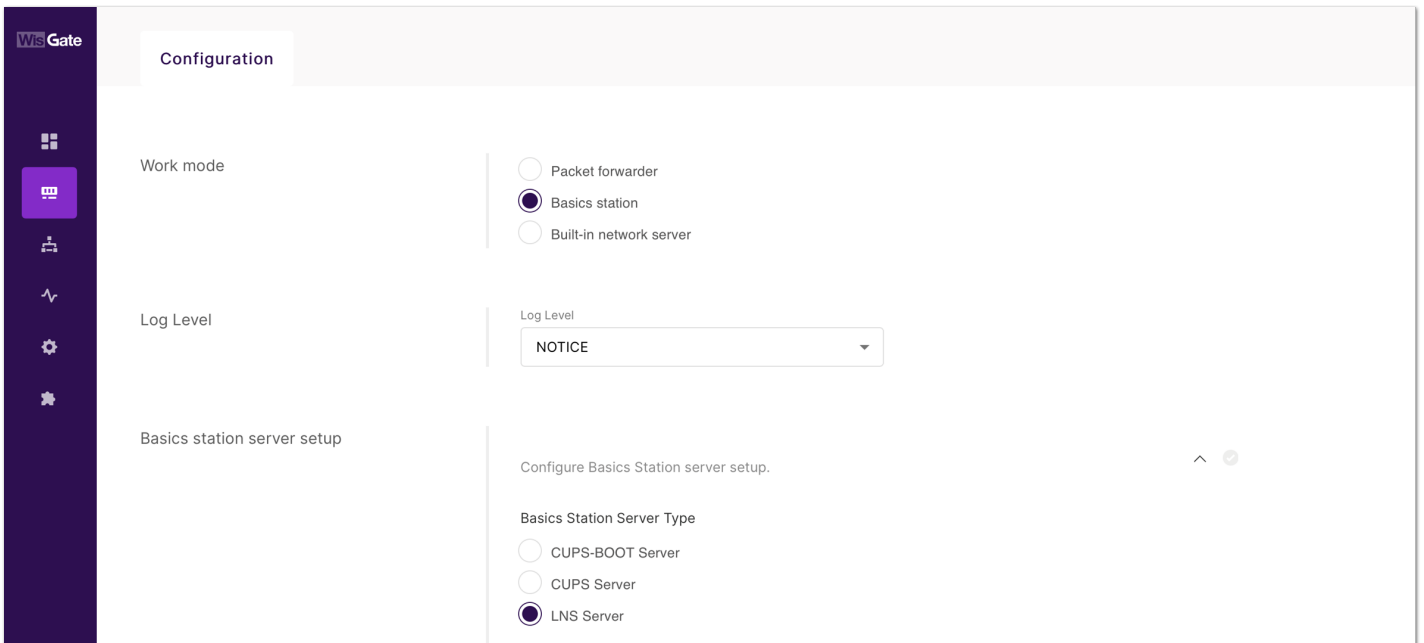 WisGate
Configuration
Work mode
Packet forwarder
Basics station
Built-in network server
Log Level
Log Level
NOTICE
Basics station server setup
Configure Basics Station server setup.
Basics Station Server Type
CUPS-BOOT Server
CUPS Server
LNS Server